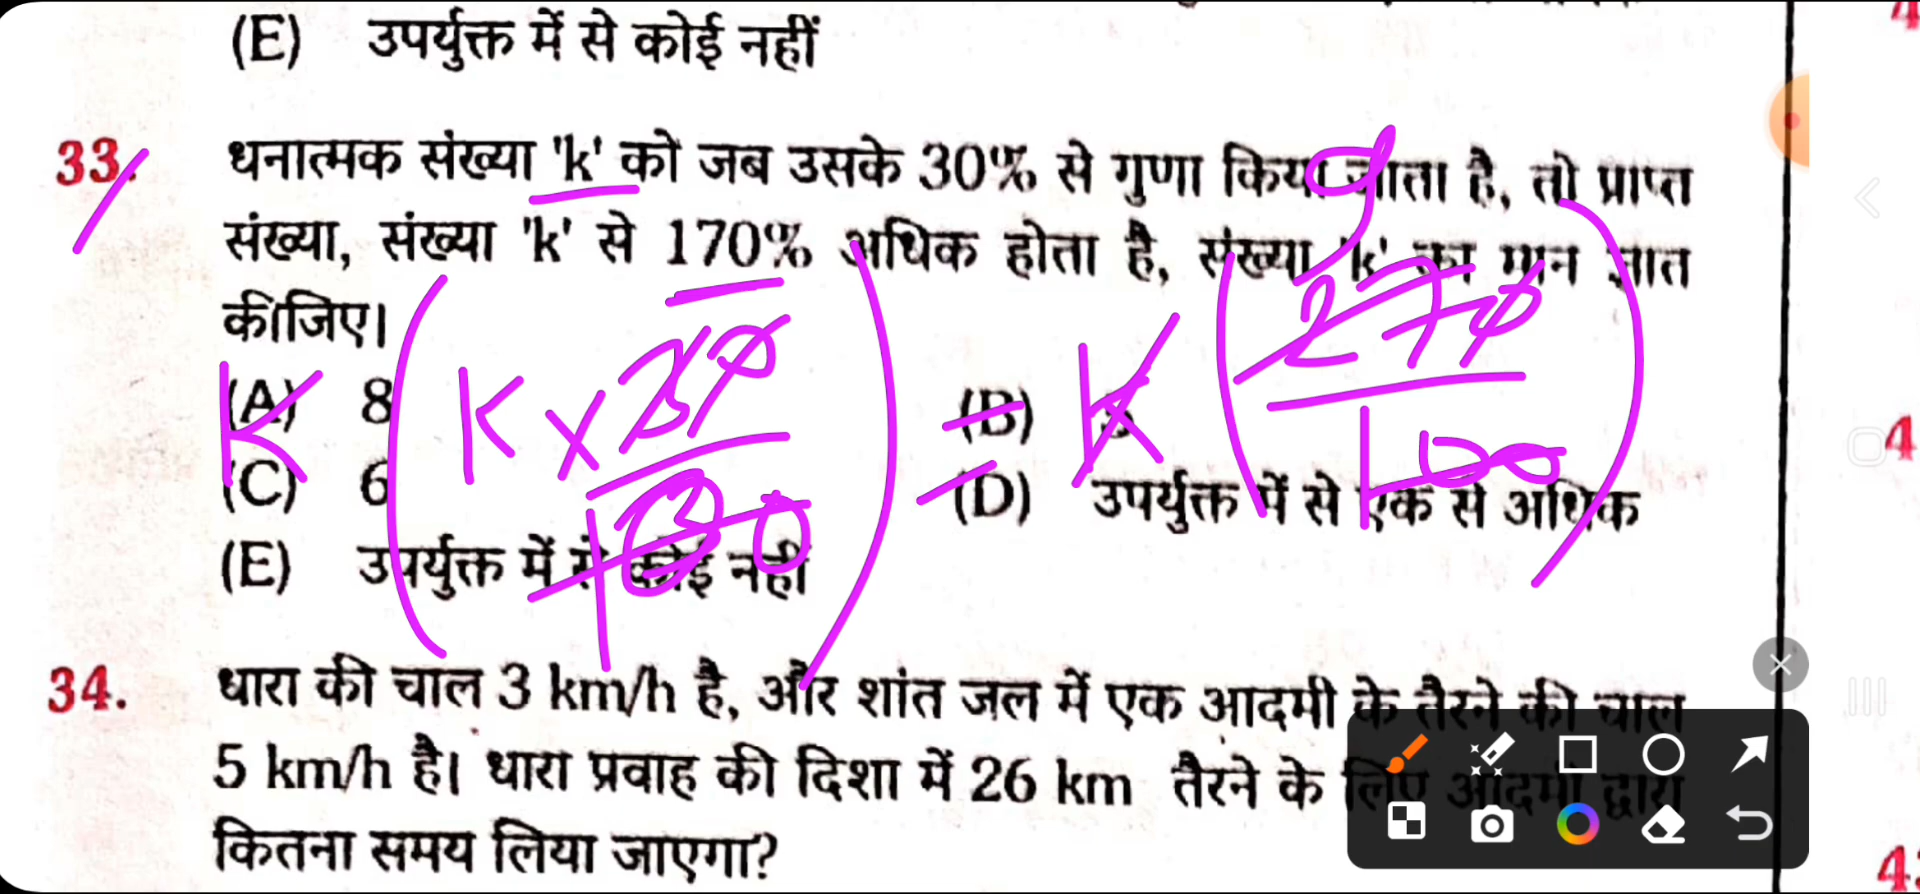 (E) उपर्युक्त में से कोई नहीं
33. धनात्मक संख्या 'k' को जब उसके 30% से गुणा किया जाता है, तो प्राप्त
संख्या, संख्या 'k' से 170% अधिक होता है, संख्या 'k' का मान ज्ञात
कीजिए।
(A) 8 (B)
(C) 6 (D) उपर्युक्त में से एक से अधिक
(E) उपर्युक्त में से कोई नहीं
K ( K × 30 / 100 ) = K ( 270 / 100 )
9
34. धारा की चाल 3 km/h है, और शांत जल में एक आदमी के तैरने की चाल
5 km/h है। धारा प्रवाह की दिशा में 26 km तैरने के लिए आदमी द्वारा
कितना समय लिया जाएगा?